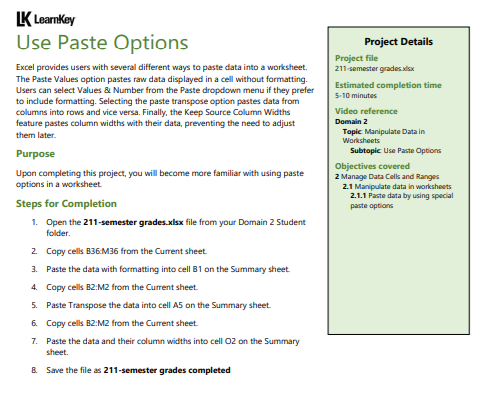 LK LearnKey
Use Paste Options
Excel provides users with several different ways to paste data into a worksheet.
The Paste Values option pastes raw data displayed in a cell without formatting.
Users can select Values & Number from the Paste dropdown menu if they prefer
to include formatting. Selecting the paste transpose option pastes data from
columns into rows and vice versa. Finally, the Keep Source Column Widths
feature pastes column widths with their data, preventing the need to adjust
them later.
Purpose
Upon completing this project, you will become more familiar with using paste
options in a worksheet.
Steps for Completion
1. Open the 211-semester grades.xlsx file from your Domain 2 Student
folder.
2. Copy cells B36:M36 from the Current sheet.
3. Paste the data with formatting into cell B1 on the Summary sheet.
4. Copy cells B2:M2 from the Current sheet.
5. Paste Transpose the data into cell A5 on the Summary sheet.
6. Copy cells B2:M2 from the Current sheet.
7. Paste the data and their column widths into cell O2 on the Summary
sheet.
8. Save the file as 211-semester grades completed
Project Details
Project file
211-semester grades.xlsx
Estimated completion time
5-10 minutes
Video reference
Domain 2
Topic: Manipulate Data in
Worksheets
Subtopic: Use Paste Options
Objectives covered
2 Manage Data Cells and Ranges
2.1 Manipulate data in worksheets
2.1.1 Paste data by using special
paste options